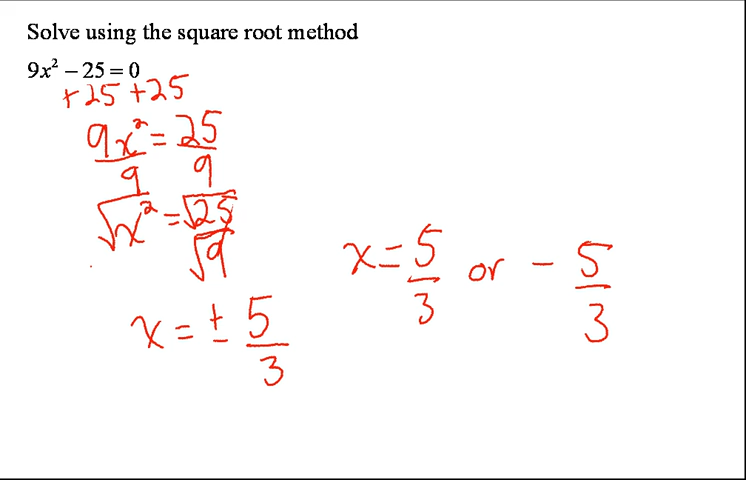 Solve using the square root method
9x² – 25 = 0
+25 +25
9x²/9 = 25/9
√x² = √25/√9
x = ± 5/3
x = 5/3 or - 5/3